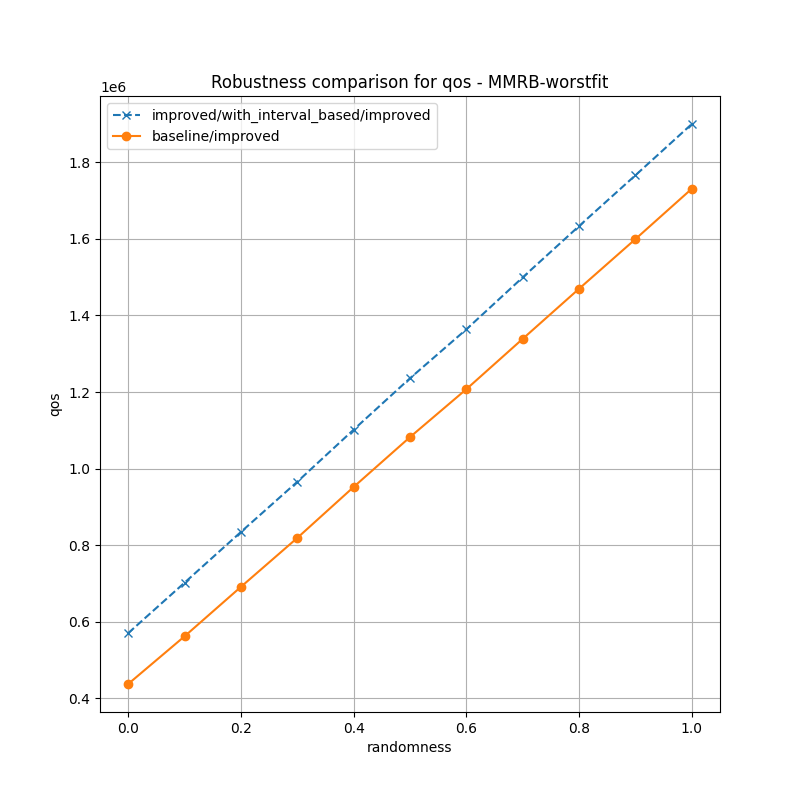 Robustness comparison for qos - MMRB-worstfit
1e6
improved/with_interval_based/improved
baseline/improved
1.8
1.6
1.4
1.2
1.0
0.8
0.6
0.4
qos
0.0 0.2 0.4 0.6 0.8 1.0
randomness